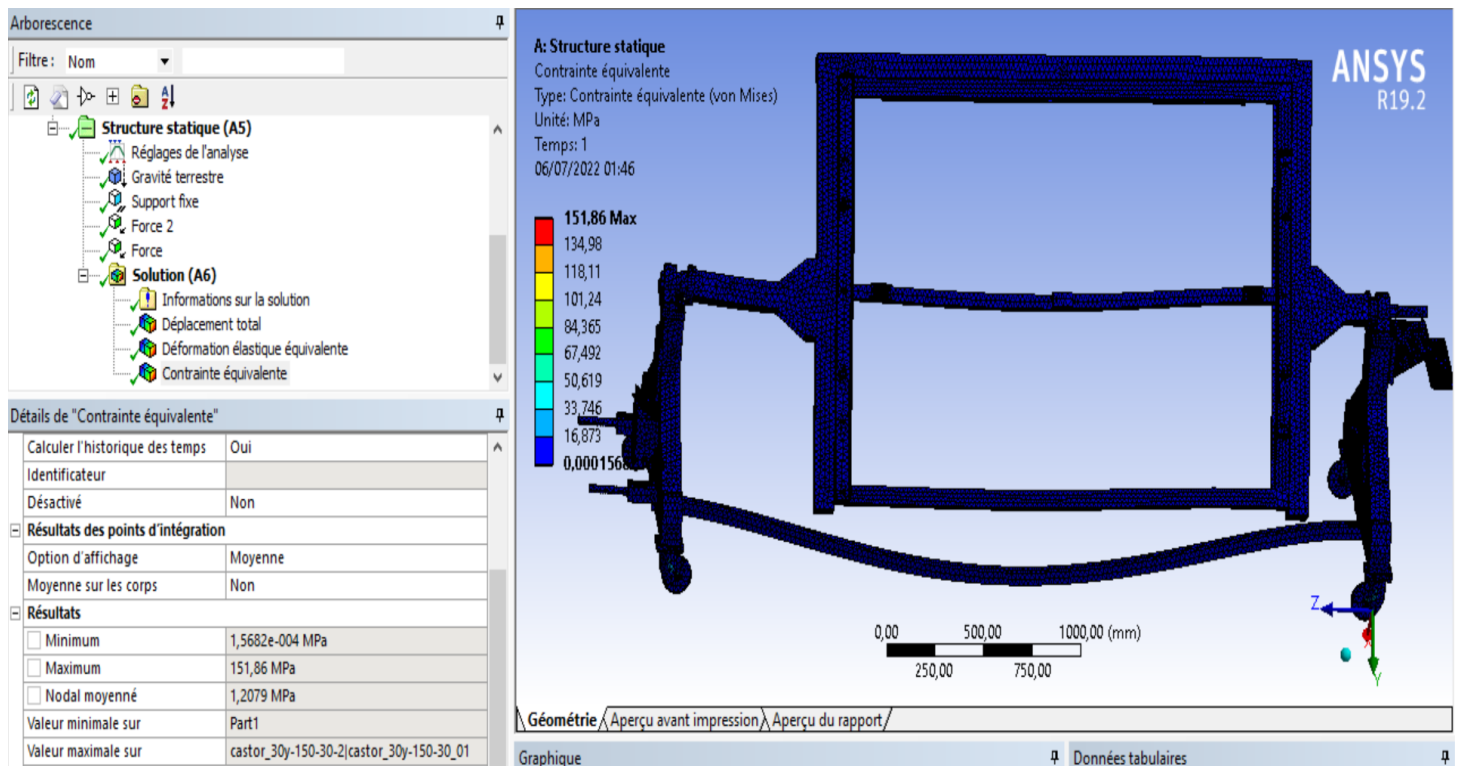 Arborescence
Filtre : Nom
Structure statique (A5)
Réglages de l'analyse
Gravité terrestre
Support fixe
Force 2
Force
Solution (A6)
Informations sur la solution
Déplacement total
Déformation élastique équivalente
Contrainte équivalente
Détails de "Contrainte équivalente"
Calculer l'historique des temps Oui
Identificateur
Désactivé Non
Résultats des points d'intégration
Option d'affichage Moyenne
Moyenne sur les corps Non
Résultats
Minimum 1,5682e-004 MPa
Maximum 151,86 MPa
Nodal moyenné 1,2079 MPa
Valeur minimale sur Part1
Valeur maximale sur castor_30y-150-30-2|castor_30y-150-30_01
A: Structure statique
Contrainte équivalente
Type: Contrainte équivalente (von Mises)
Unité: MPa
Temps: 1
06/07/2022 01:46
151,86 Max
134,98
118,11
101,24
84,365
67,492
50,619
33,746
16,873
0,000156
ANSYS
R19.2
0,00 500,00 1000,00 (mm)
250,00 750,00
Z
X
Y
Géométrie Aperçu avant impression Aperçu du rapport
Graphique
Données tabulaires